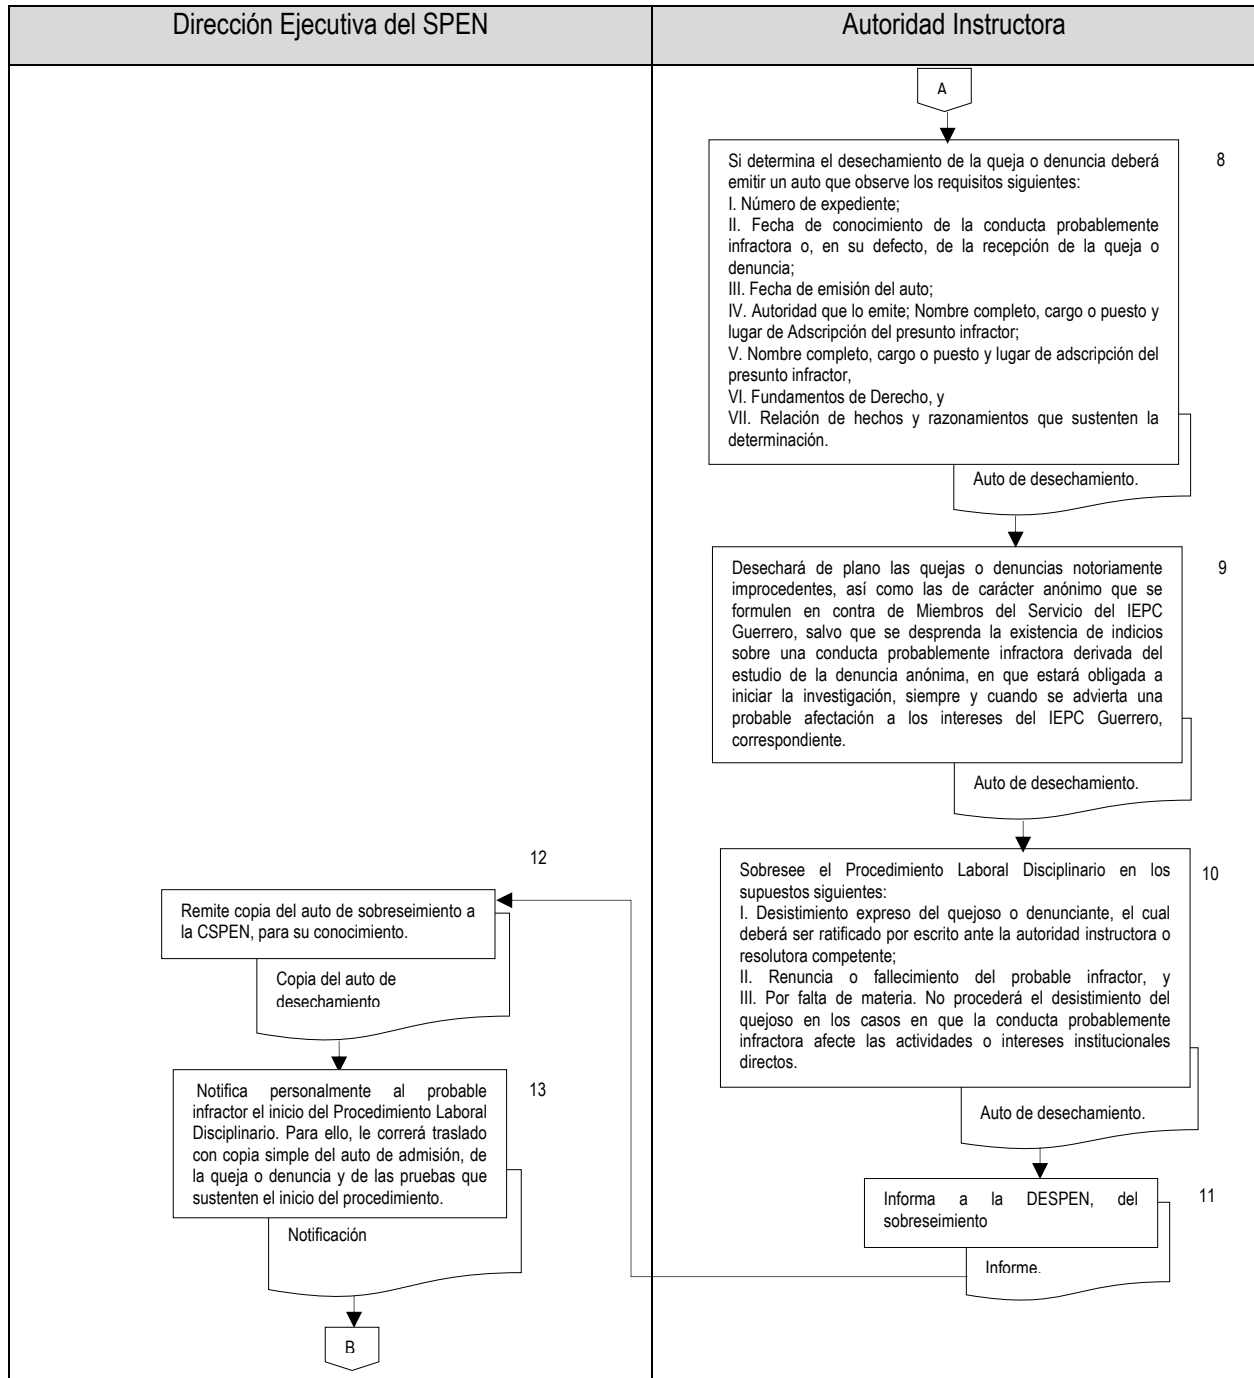 Dirección Ejecutiva del SPEN
Autoridad Instructora
A
Si determina el desechamiento de la queja o denuncia deberá
emitir un auto que observe los requisitos siguientes:
I. Número de expediente;
II. Fecha de conocimiento de la conducta probablemente
infractora o, en su defecto, de la recepción de la queja o
denuncia;
III. Fecha de emisión del auto;
IV. Autoridad que lo emite; Nombre completo, cargo o puesto y
lugar de Adscripción del presunto infractor;
V. Nombre completo, cargo o puesto y lugar de adscripción del
presunto infractor,
VI. Fundamentos de Derecho, y
VII. Relación de hechos y razonamientos que sustenten la
determinación.
8
Auto de desechamiento.
Desechará de plano las quejas o denuncias notoriamente
improcedentes, así como las de carácter anónimo que se
formulen en contra de Miembros del Servicio del IEPC
Guerrero, salvo que se desprenda la existencia de indicios
sobre una conducta probablemente infractora derivada del
estudio de la denuncia anónima, en que estará obligada a
iniciar la investigación, siempre y cuando se advierta una
probable afectación a los intereses del IEPC Guerrero,
correspondiente.
9
Auto de desechamiento.
Sobresee el Procedimiento Laboral Disciplinario en los
supuestos siguientes:
I. Desistimiento expreso del quejoso o denunciante, el cual
deberá ser ratificado por escrito ante la autoridad instructora o
resolutora competente;
II. Renuncia o fallecimiento del probable infractor, y
III. Por falta de materia. No procederá el desistimiento del
quejoso en los casos en que la conducta probablemente
infractora afecte las actividades o intereses institucionales
directos.
10
Auto de desechamiento.
Informa a la DESPEN, del
sobreseimiento
11
Informe.
12
Remite copia del auto de sobreseimiento a
la CSPEN, para su conocimiento.
Copia del auto de
desechamiento
Notifica personalmente al probable
infractor el inicio del Procedimiento Laboral
Disciplinario. Para ello, le correrá traslado
con copia simple del auto de admisión, de
la queja o denuncia y de las pruebas que
sustenten el inicio del procedimiento.
13
Notificación
B